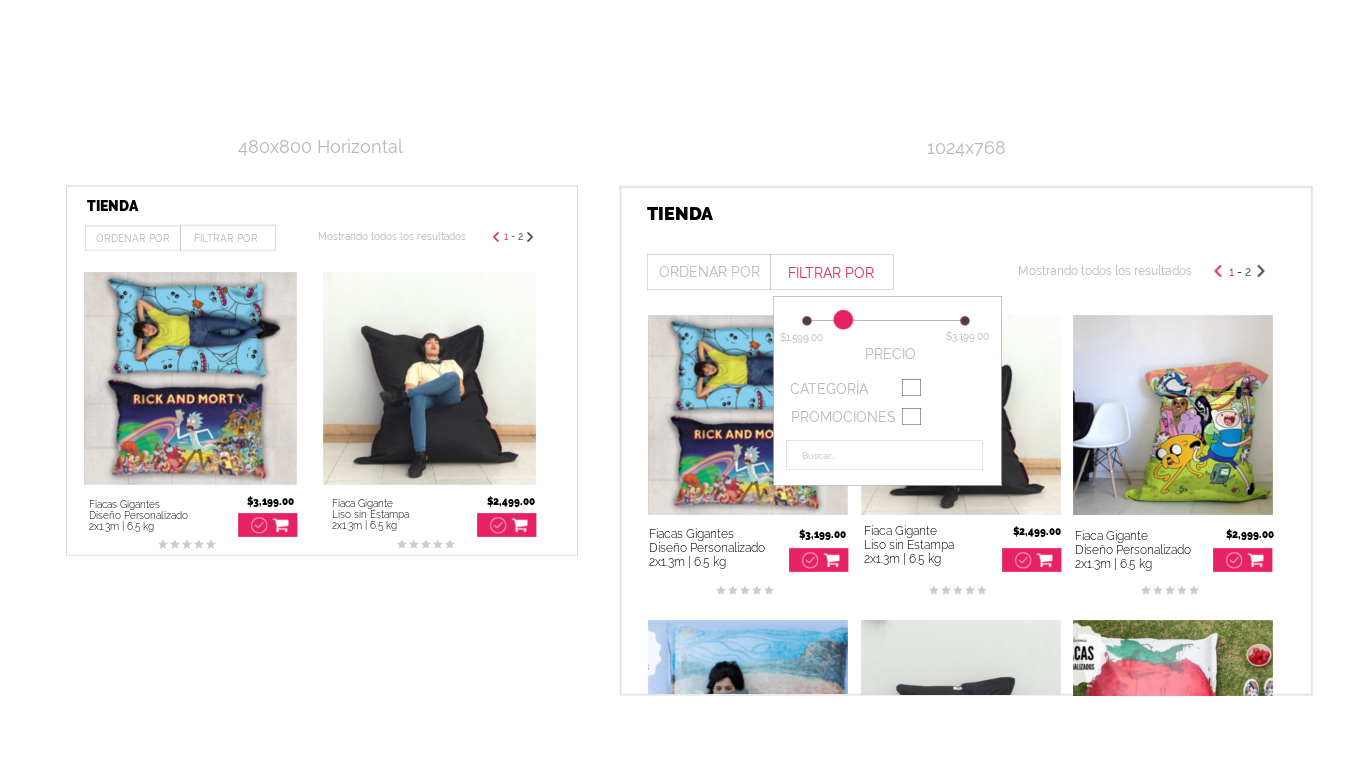 480x800 Horizontal
TIENDA
ORDENAR POR
FILTRAR POR
Mostrando todos los resultados
1 - 2
RICK AND MORTY
Fiacas Gigantes
Diseño Personalizado
2x1.3m | 6.5 kg
$3,199.00
Fiaca Gigante
Liso sin Estampa
2x1.3m | 6.5 kg
$2,499.00
1024x768
TIENDA
ORDENAR POR
FILTRAR POR
Mostrando todos los resultados
1 - 2
$1,599.00
$3,199.00
PRECIO
CATEGORÍA
PROMOCIONES
Buscar...
RICK AND MO
Fiacas Gigantes
Diseño Personalizado
2x1.3m | 6.5 kg
$3,199.00
Fiaca Gigante
Liso sin Estampa
2x1.3m | 6.5 kg
$2,499.00
Fiaca Gigante
Diseño Personalizado
2x1.3m | 6.5 kg
$2,999.00
CAS